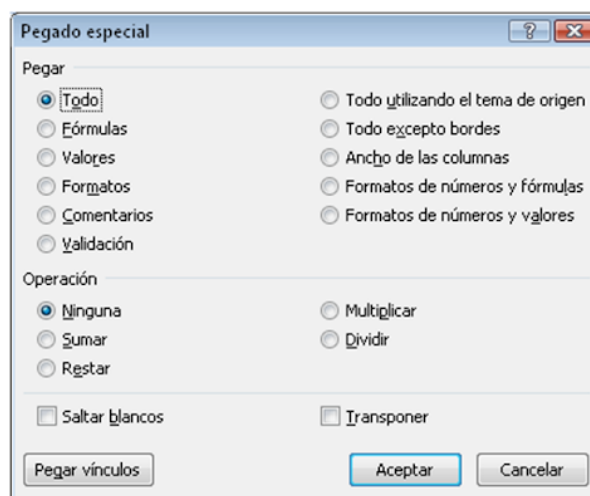 Pegado especial
Pegar
Todo
Fórmulas
Valores
Formatos
Comentarios
Validación
Todo utilizando el tema de origen
Todo excepto bordes
Ancho de las columnas
Formatos de números y fórmulas
Formatos de números y valores
Operación
Ninguna
Sumar
Restar
Multiplicar
Dividir
Saltar blancos
Transponer
Pegar vínculos
Aceptar
Cancelar